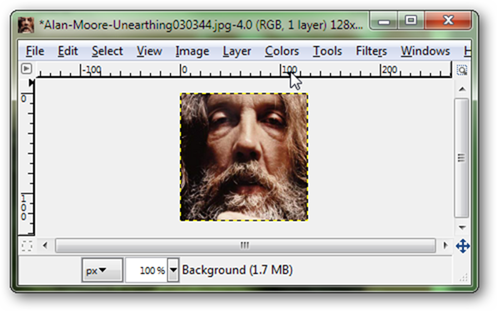 *Alan-Moore-Unearthing030344.jpg-4.0 (RGB, 1 layer) 128x...
File Edit Select View Image Layer Colors Tools Filters Windows H
-100 0 100 200
0
100
px 100 % Background (1.7 MB)